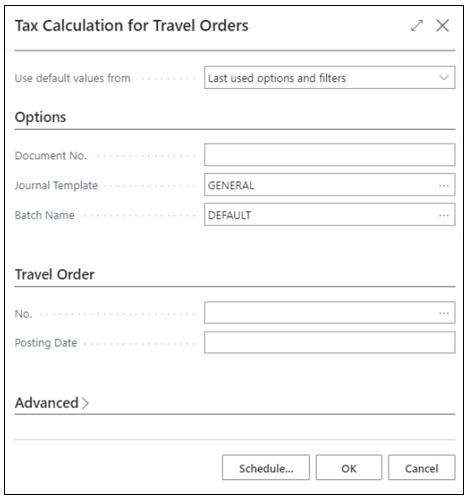 Tax Calculation for Travel Orders
Use default values from Last used options and filters
Options
Document No.
Journal Template GENERAL
Batch Name DEFAULT
Travel Order
No.
Posting Date
Advanced
Schedule... OK Cancel